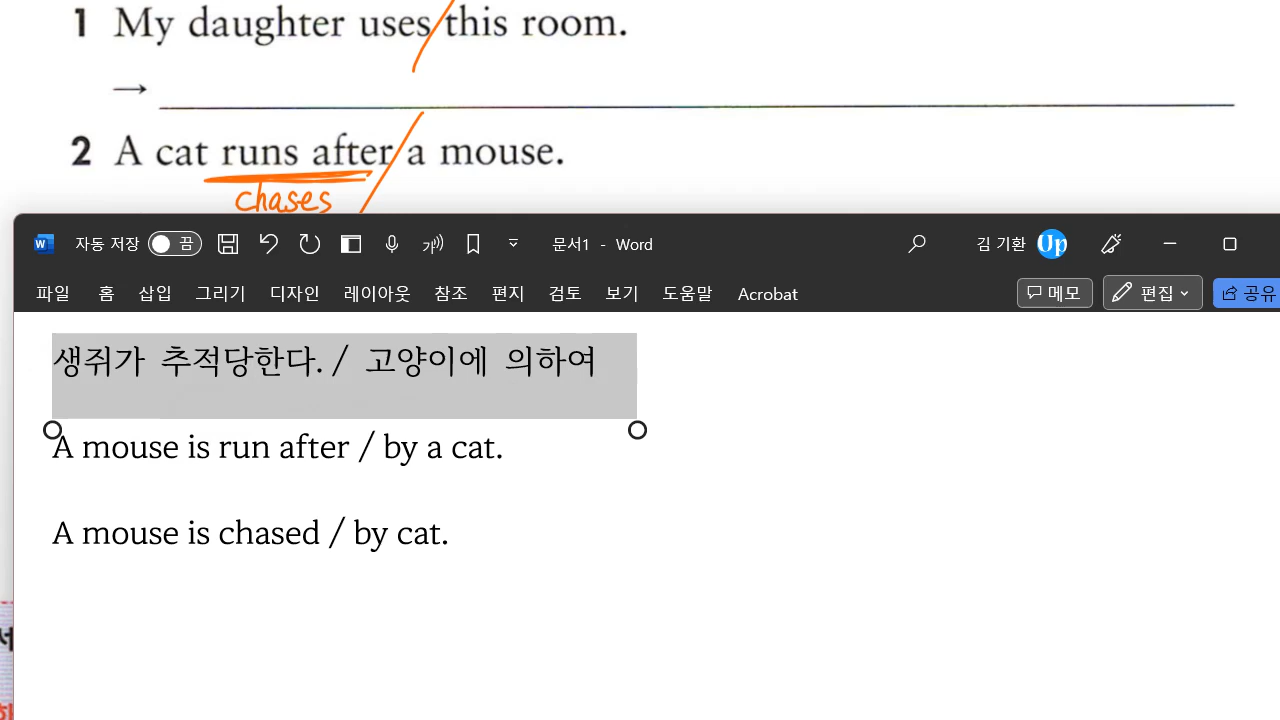 1 My daughter uses / this room.
→
2 A cat runs after / a mouse.
chases
자동 저장 끔 가)) 문서1 - Word 김 기환 Up
파일 홈 삽입 그리기 디자인 레이아웃 참조 편지 검토 보기 도움말 Acrobat 메모 편집 공유
생쥐가 추적당한다. / 고양이에 의하여
A mouse is run after / by a cat.
A mouse is chased / by cat.